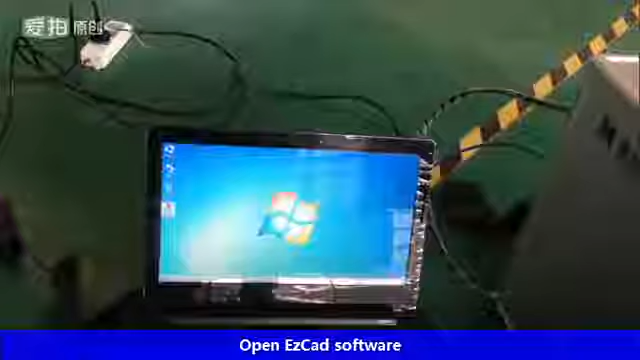 爱拍原创
Open EzCad software